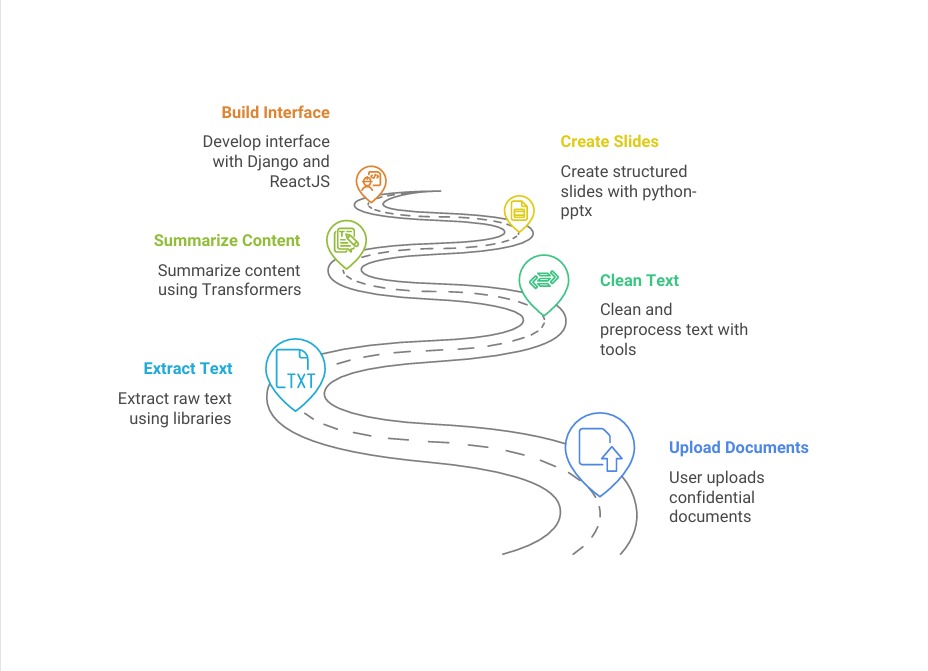 Build Interface
Develop interface
with Django and
ReactJS
Create Slides
Create structured
slides with python-
pptx
Summarize Content
Summarize content
using Transformers
Clean Text
Clean and
preprocess text with
tools
Extract Text
Extract raw text
using libraries
TXT
Upload Documents
User uploads
confidential
documents